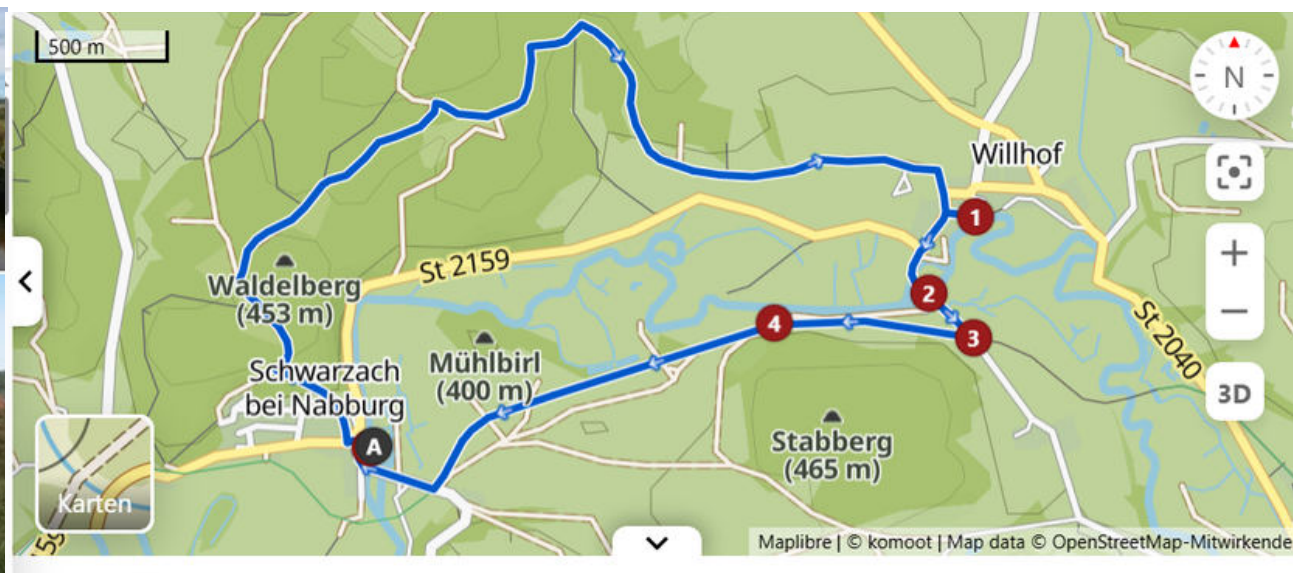 500 m
N
Willhof
1
St 2159
Waldelberg
(453 m)
2
4
3
St 2040
Mühlbirl
(400 m)
Schwarzach
bei Nabburg
3D
Stabberg
(465 m)
A
Karten
Maplibre | © komoot | Map data © OpenStreetMap-Mitwirkende